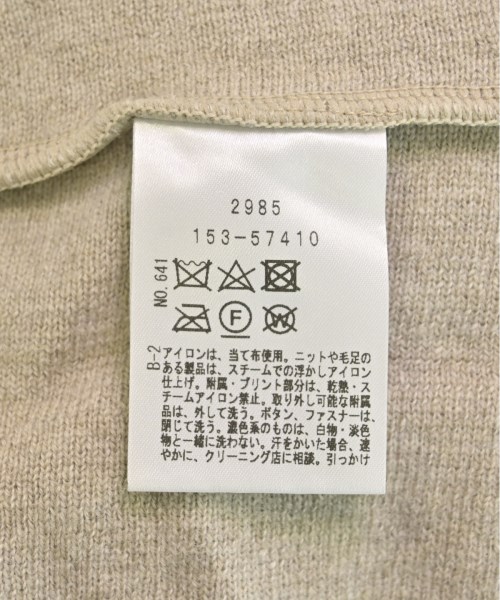 2985
153-57410
NO.641
F
W
B-2
アイロンは、当て布使用。ニットや毛足の
ある製品は、スチームでの浮かしアイロン
仕上げ。附属・プリント部分は、乾熱・ス
チームアイロン禁止。取り外し可能な附属
品は、外して洗う。ボタン、ファスナーは、
閉じて洗う。濃色系のものは、白物・淡色
物と一緒に洗わない。汗をかいた場合、速
やかに、クリーニング店に相談。引っかけ